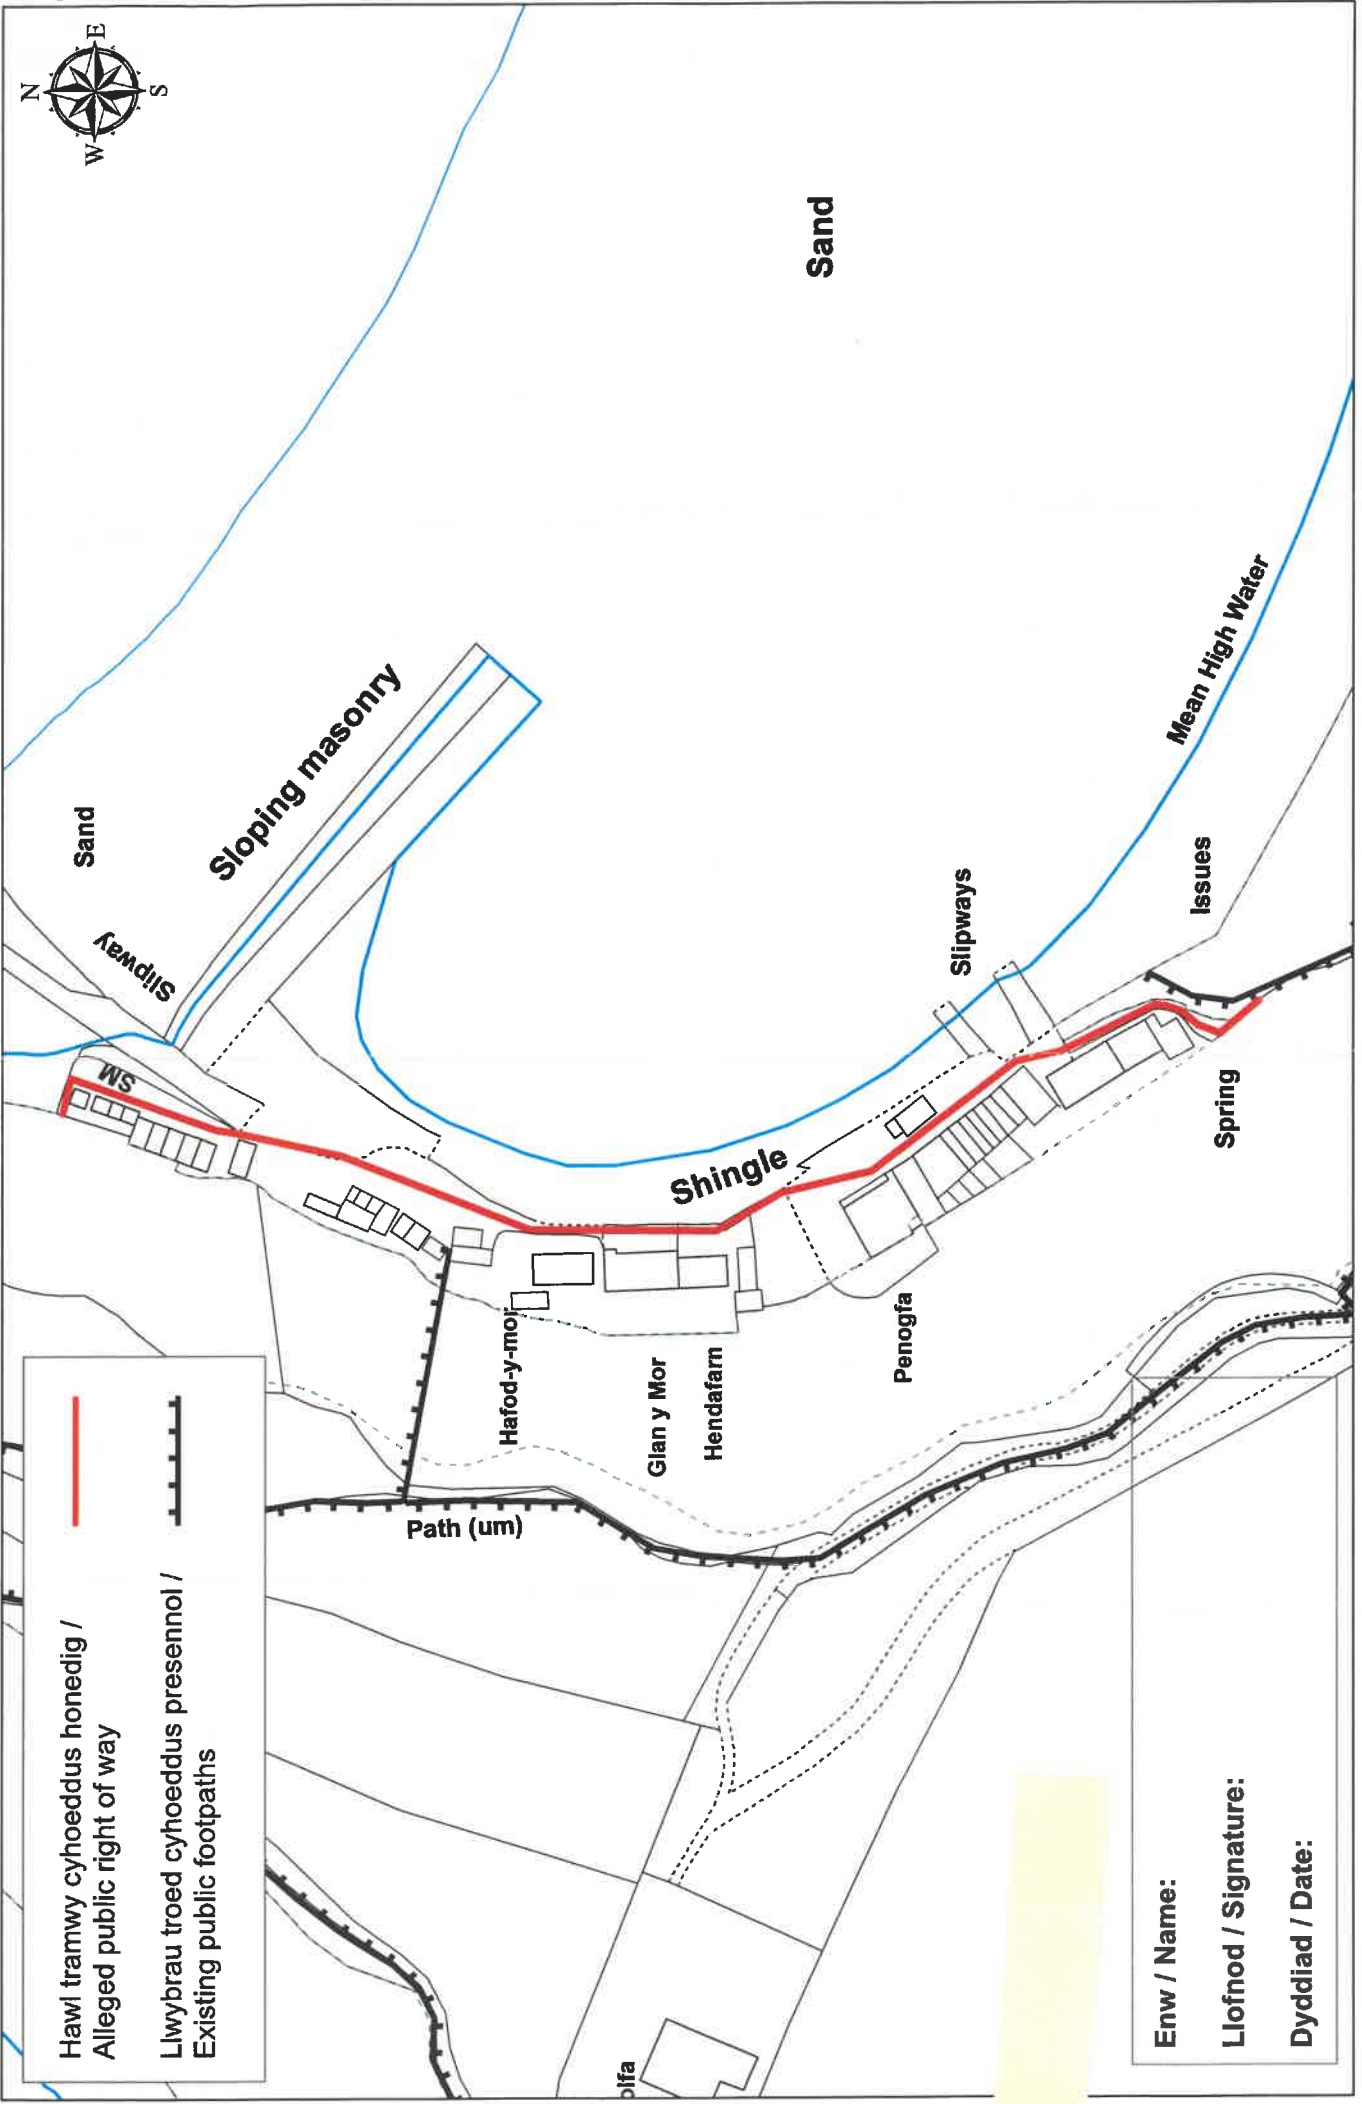 Hawl tramwy cyhoeddus honedig /
Alleged public right of way
Llwybrau troed cyhoeddus presennol /
Existing public footpaths
N
E
S
W
Sand
Slipway
SM
Sloping masonry
Sand
Path (um)
Hafod-y-mor
Glan y Mor
Hendafarn
Shingle
Penogfa
Slipways
Mean High Water
Issues
Spring
olfa
Enw / Name:
Llofnod / Signature:
Dyddiad / Date: